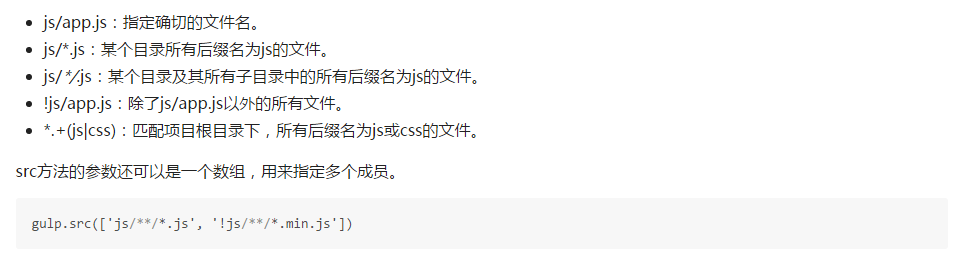 js/app.js：指定确切的文件名。
js/*.js：某个目录所有后缀名为js的文件。
js/*/.js：某个目录及其所有子目录中的所有后缀名为js的文件。
!js/app.js：除了js/app.js以外的所有文件。
*.+(js|css)：匹配项目根目录下，所有后缀名为js或css的文件。
src方法的参数还可以是一个数组，用来指定多个成员。
gulp.src(['js/**/*.js', '!js/**/*.min.js'])